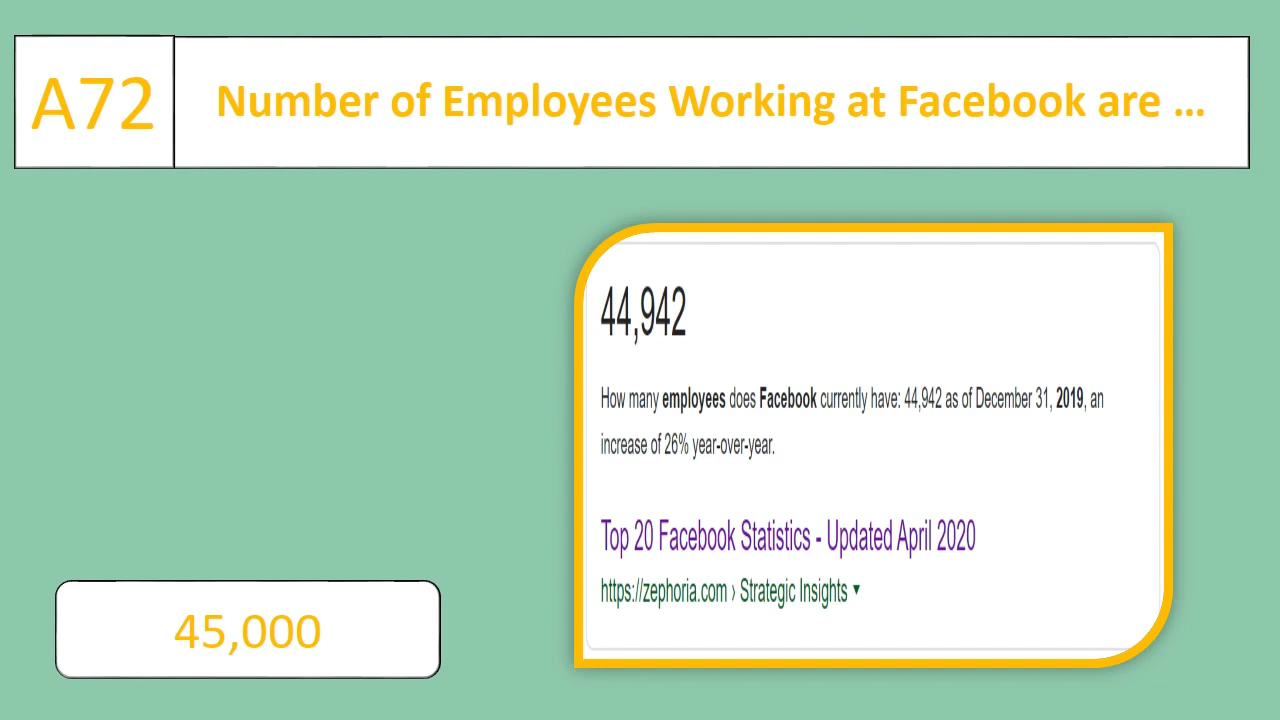 A72
Number of Employees Working at Facebook are ...
44,942
How many employees does Facebook currently have: 44,942 as of December 31, 2019, an
increase of 26% year-over-year.
Top 20 Facebook Statistics - Updated April 2020
https://zephoria.com › Strategic Insights ▾
45,000